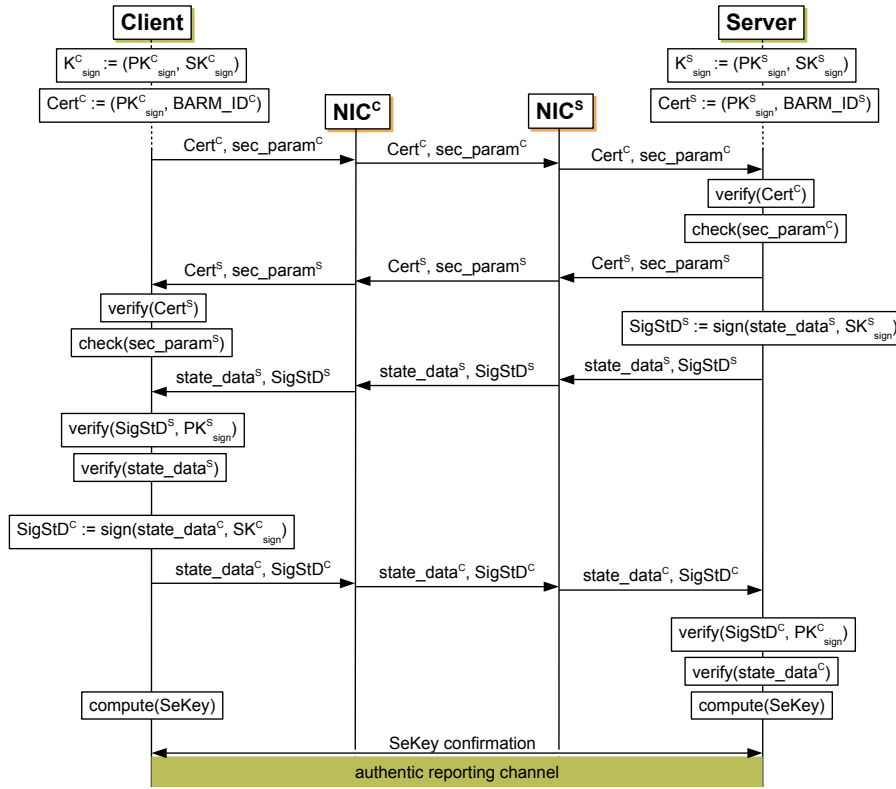 Client
Server
K^C_sign := (PK^C_sign, SK^C_sign)
K^S_sign := (PK^S_sign, SK^S_sign)
Cert^C := (PK^C_sign, BARM_ID^C)
Cert^S := (PK^S_sign, BARM_ID^S)
NIC^C
NIC^S
Cert^C, sec_param^C
Cert^C, sec_param^C
Cert^C, sec_param^C
verify(Cert^C)
check(sec_param^C)
Cert^S, sec_param^S
Cert^S, sec_param^S
Cert^S, sec_param^S
verify(Cert^S)
SigStD^S := sign(state_data^S, SK^S_sign)
check(sec_param^S)
state_data^S, SigStD^S
state_data^S, SigStD^S
state_data^S, SigStD^S
verify(SigStD^S, PK^S_sign)
verify(state_data^S)
SigStD^C := sign(state_data^C, SK^C_sign)
state_data^C, SigStD^C
state_data^C, SigStD^C
state_data^C, SigStD^C
verify(SigStD^C, PK^C_sign)
verify(state_data^C)
compute(SeKey)
compute(SeKey)
SeKey confirmation
authentic reporting channel